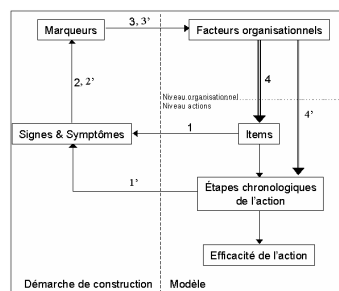 Marqueurs
3, 3’
Facteurs organisationnels
2, 2’
4
Niveau organisationnel
Niveau actions
4’
Signes & Symptômes
1
Items
1’
Étapes chronologiques
de l’action
Efficacité de l’action
Démarche de construction
Modèle